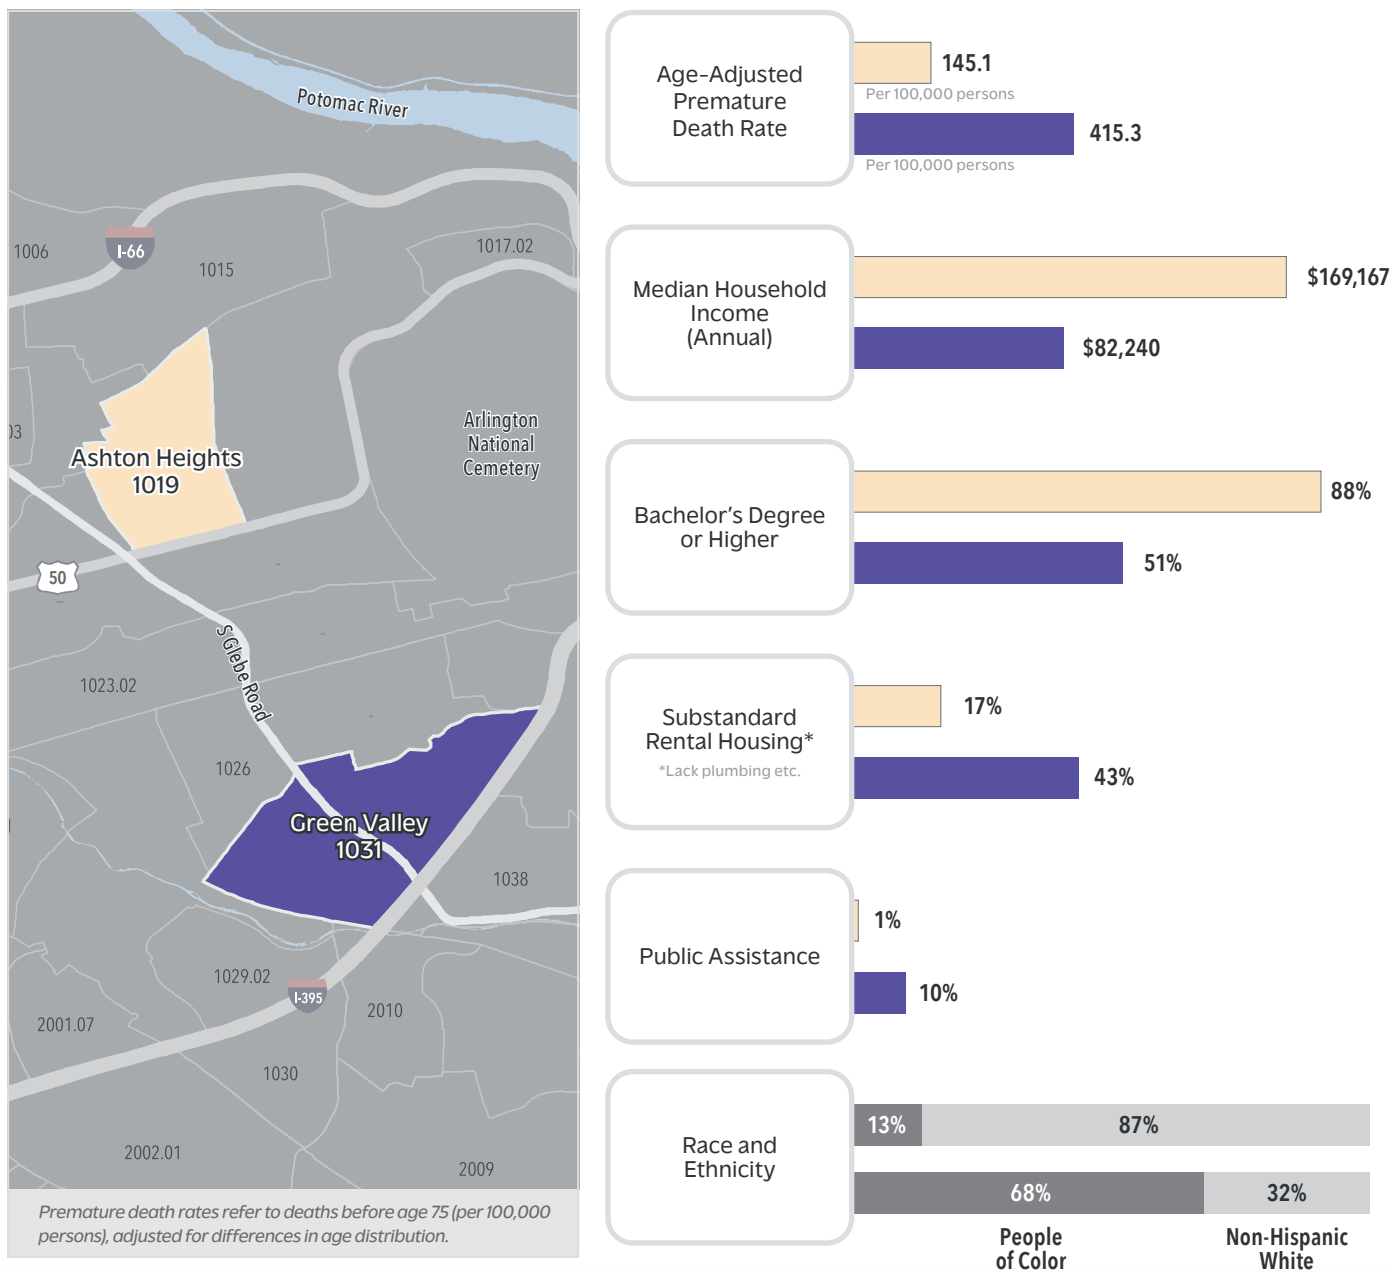 Potomac River
1006
I-66
1015
1017.02
03
Ashton Heights
1019
Arlington
National
Cemetery
50
S Glebe Road
1023.02
1026
Green Valley
1031
1038
1029.02
I-395
2001.07
2010
1030
2002.01
2009
Premature death rates refer to deaths before age 75 (per 100,000
persons), adjusted for differences in age distribution.
Age-Adjusted
Premature
Death Rate
145.1
Per 100,000 persons
415.3
Per 100,000 persons
Median Household
Income
(Annual)
$169,167
$82,240
Bachelor's Degree
or Higher
88%
51%
Substandard
Rental Housing*
*Lack plumbing etc.
17%
43%
Public Assistance
1%
10%
Race and
Ethnicity
13% 87%
68% 32%
People
of Color
Non-Hispanic
White